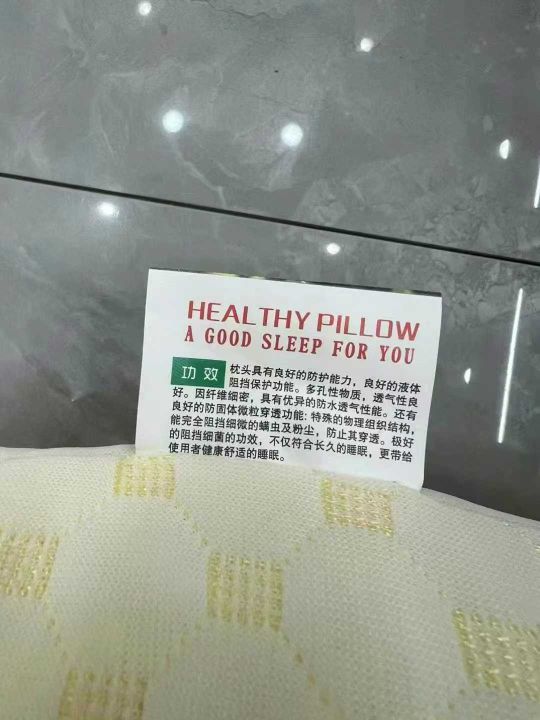 HEALTHY PILLOW
A GOOD SLEEP FOR YOU
功效 枕头具有良好的防护能力，良好的液体
阻挡保护功能。多孔性物质，透气性良
好。因纤维细密，具有优异的防水透气性能。还有
良好的防固体微粒穿透功能：特殊的物理组织结构，
能完全阻挡细微的螨虫及粉尘，防止其穿透。极好
的阻挡细菌的功效，不仅符合长久的睡眠，更带给
使用者健康舒适的睡眠。